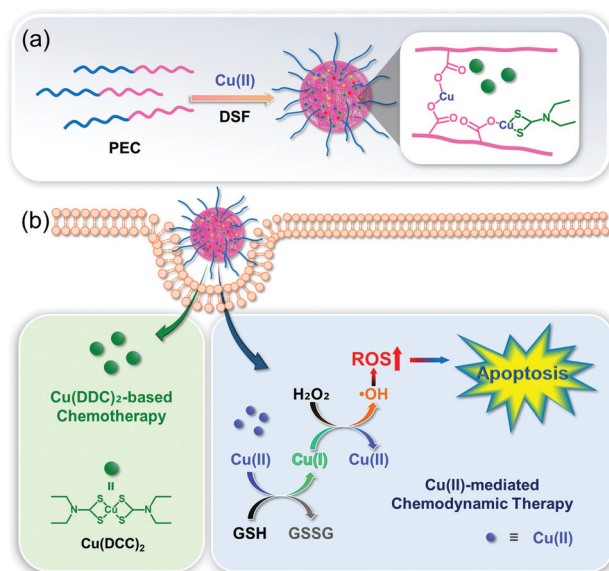 (a)
Cu(II)
DSF
PEC
O
O
Cu
O
O
O
O
Cu
S
S
N
(b)
Cu(DDC)₂-based
Chemotherapy
=
N
S
S
Cu
S
S
N
Cu(DCC)₂
ROS
Apoptosis
H₂O₂
•OH
Cu(II)
Cu(I)
Cu(II)
GSH
GSSG
Cu(II)-mediated
Chemodynamic Therapy
≡ Cu(II)